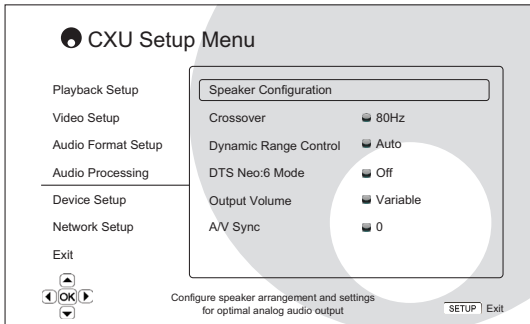 CXU Setup Menu
Playback Setup
Video Setup
Audio Format Setup
Audio Processing
Device Setup
Network Setup
Exit
Speaker Configuration
Crossover 80Hz
Dynamic Range Control Auto
DTS Neo:6 Mode Off
Output Volume Variable
A/V Sync 0
OK
Configure speaker arrangement and settings
for optimal analog audio output
SETUP Exit